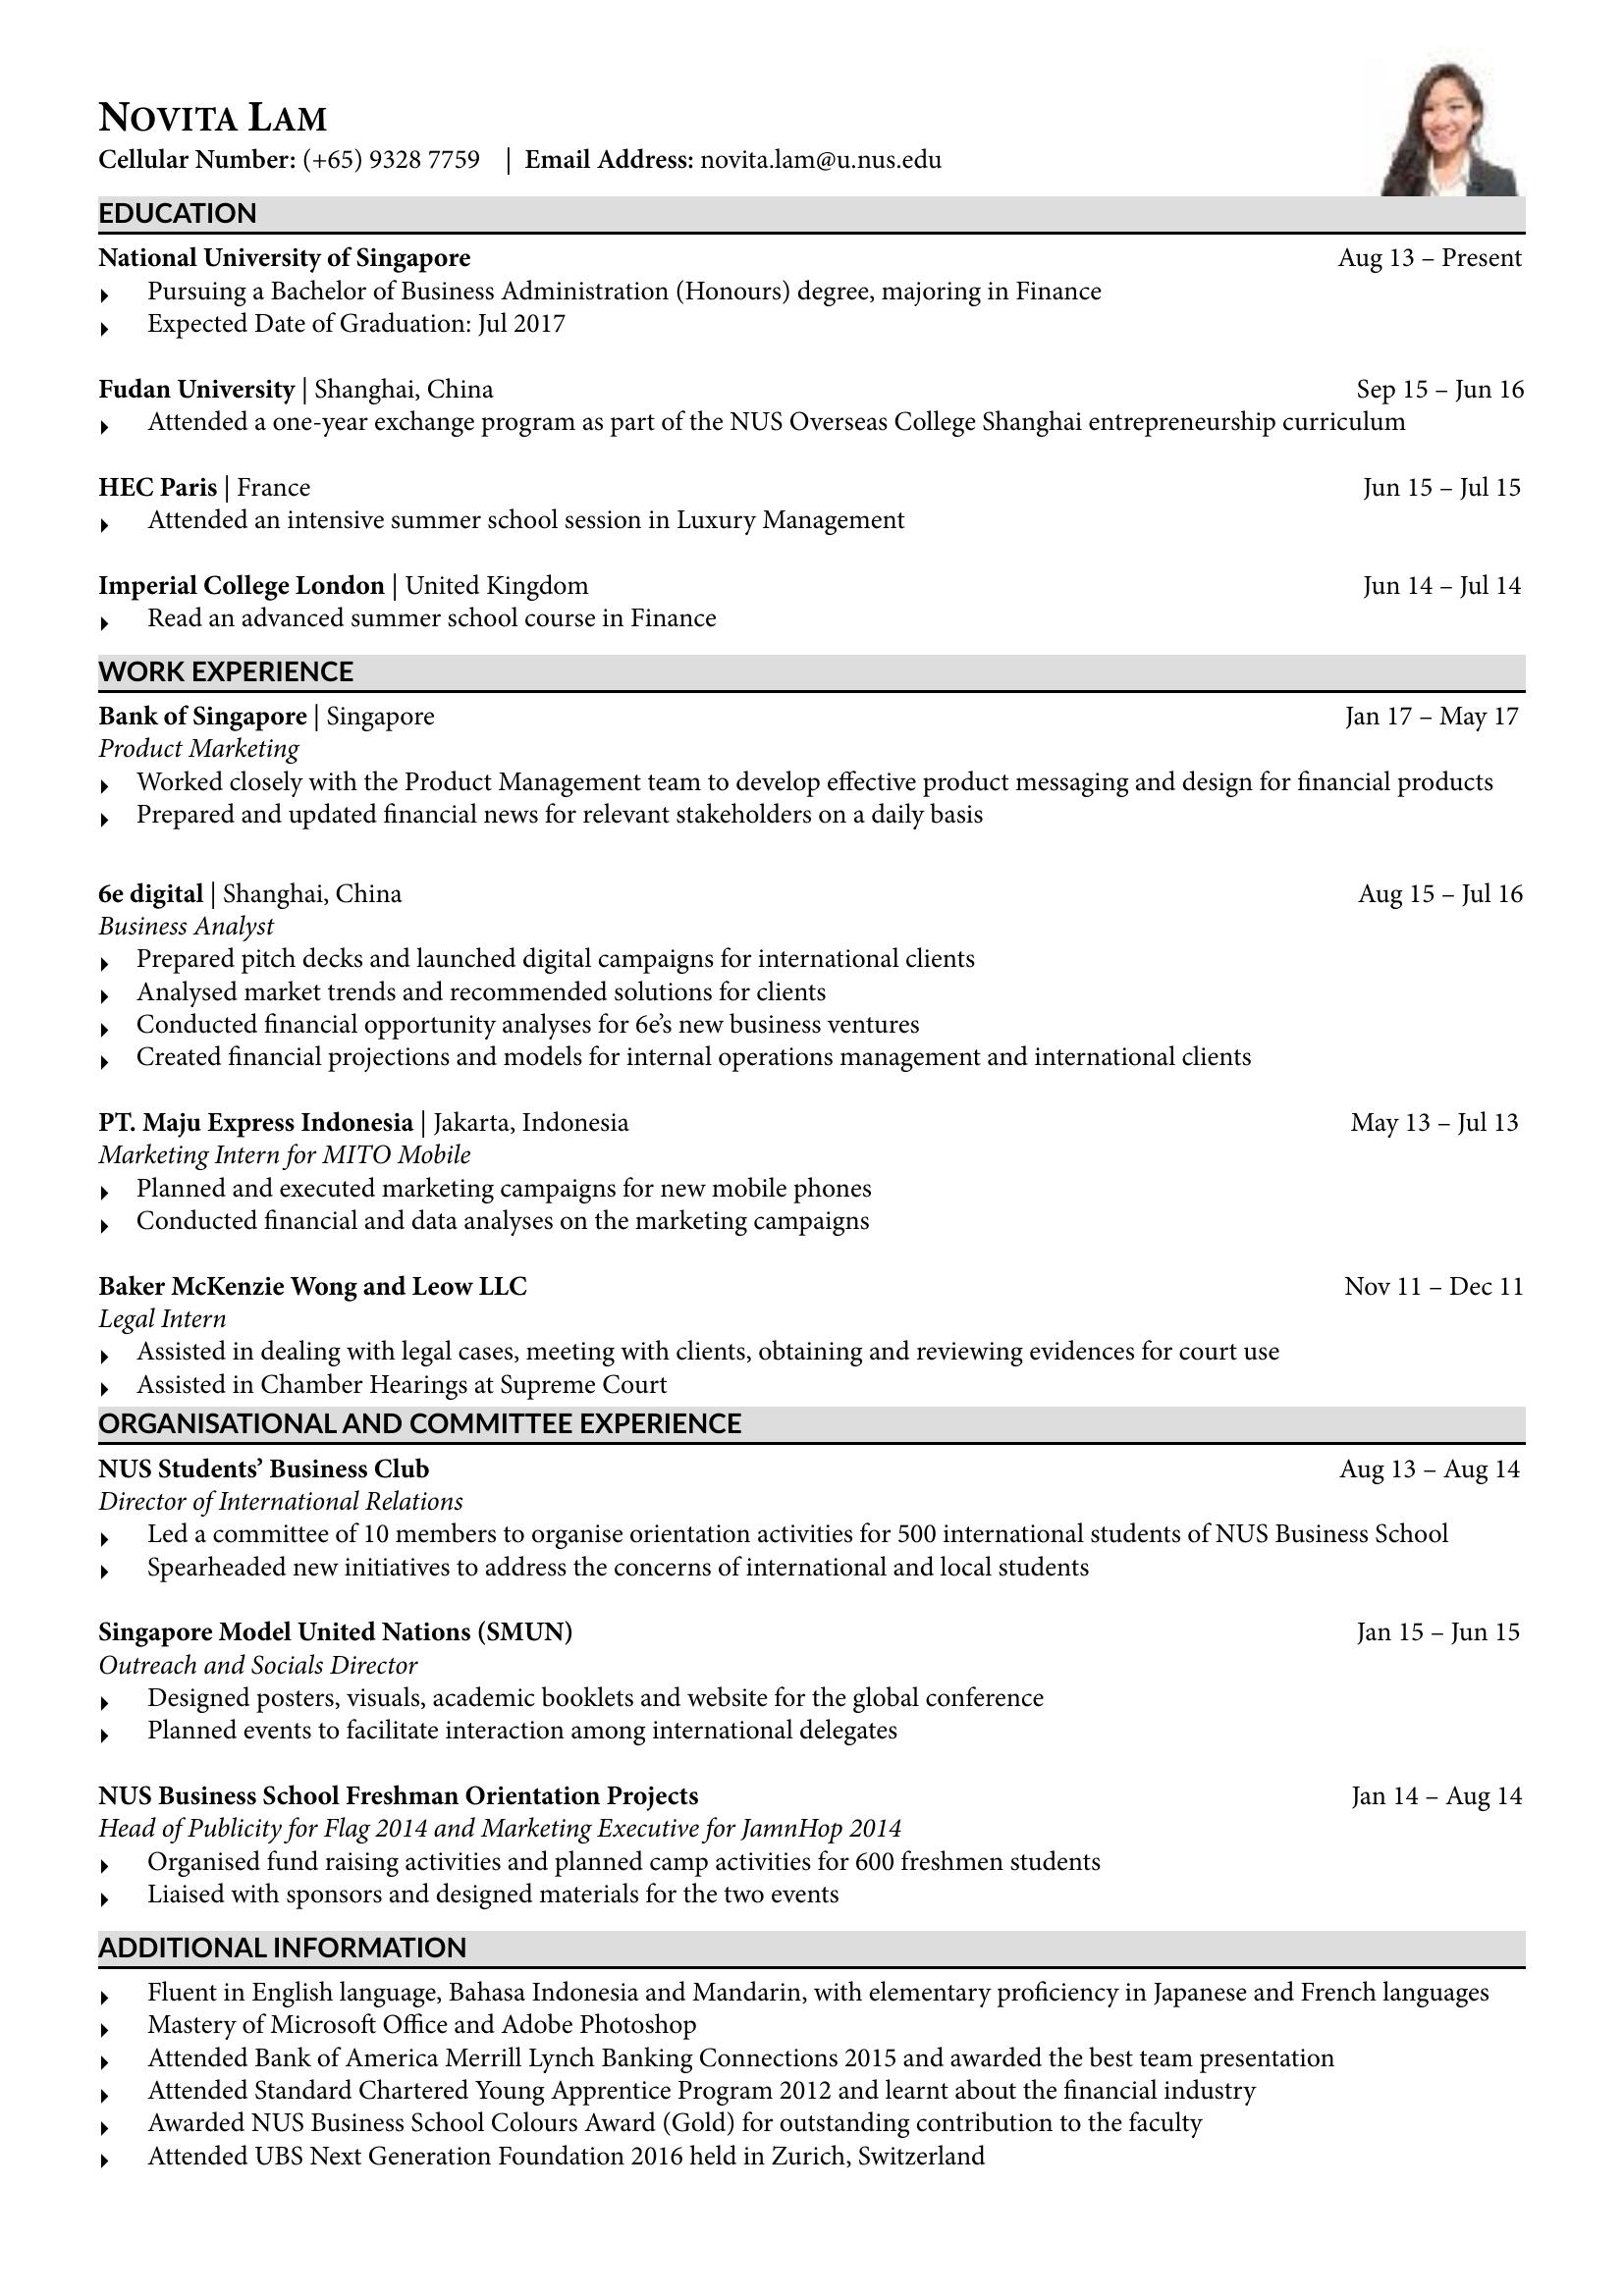 NOVITA LAM
Cellular Number: (+65) 9328 7759 | Email Address: novita.lam@u.nus.edu
EDUCATION
National University of Singapore Aug 13 – Present
Pursuing a Bachelor of Business Administration (Honours) degree, majoring in Finance
Expected Date of Graduation: Jul 2017
Fudan University | Shanghai, China Sep 15 – Jun 16
Attended a one-year exchange program as part of the NUS Overseas College Shanghai entrepreneurship curriculum
HEC Paris | France Jun 15 – Jul 15
Attended an intensive summer school session in Luxury Management
Imperial College London | United Kingdom Jun 14 – Jul 14
Read an advanced summer school course in Finance
WORK EXPERIENCE
Bank of Singapore | Singapore Jan 17 – May 17
Product Marketing
Worked closely with the Product Management team to develop effective product messaging and design for financial products
Prepared and updated financial news for relevant stakeholders on a daily basis
6e digital | Shanghai, China Aug 15 – Jul 16
Business Analyst
Prepared pitch decks and launched digital campaigns for international clients
Analysed market trends and recommended solutions for clients
Conducted financial opportunity analyses for 6e’s new business ventures
Created financial projections and models for internal operations management and international clients
PT. Maju Express Indonesia | Jakarta, Indonesia May 13 – Jul 13
Marketing Intern for MITO Mobile
Planned and executed marketing campaigns for new mobile phones
Conducted financial and data analyses on the marketing campaigns
Baker McKenzie Wong and Leow LLC Nov 11 – Dec 11
Legal Intern
Assisted in dealing with legal cases, meeting with clients, obtaining and reviewing evidences for court use
Assisted in Chamber Hearings at Supreme Court
ORGANISATIONAL AND COMMITTEE EXPERIENCE
NUS Students’ Business Club Aug 13 – Aug 14
Director of International Relations
Led a committee of 10 members to organise orientation activities for 500 international students of NUS Business School
Spearheaded new initiatives to address the concerns of international and local students
Singapore Model United Nations (SMUN) Jan 15 – Jun 15
Outreach and Socials Director
Designed posters, visuals, academic booklets and website for the global conference
Planned events to facilitate interaction among international delegates
NUS Business School Freshman Orientation Projects Jan 14 – Aug 14
Head of Publicity for Flag 2014 and Marketing Executive for JamnHop 2014
Organised fund raising activities and planned camp activities for 600 freshmen students
Liaised with sponsors and designed materials for the two events
ADDITIONAL INFORMATION
Fluent in English language, Bahasa Indonesia and Mandarin, with elementary proficiency in Japanese and French languages
Mastery of Microsoft Office and Adobe Photoshop
Attended Bank of America Merrill Lynch Banking Connections 2015 and awarded the best team presentation
Attended Standard Chartered Young Apprentice Program 2012 and learnt about the financial industry
Awarded NUS Business School Colours Award (Gold) for outstanding contribution to the faculty
Attended UBS Next Generation Foundation 2016 held in Zurich, Switzerland